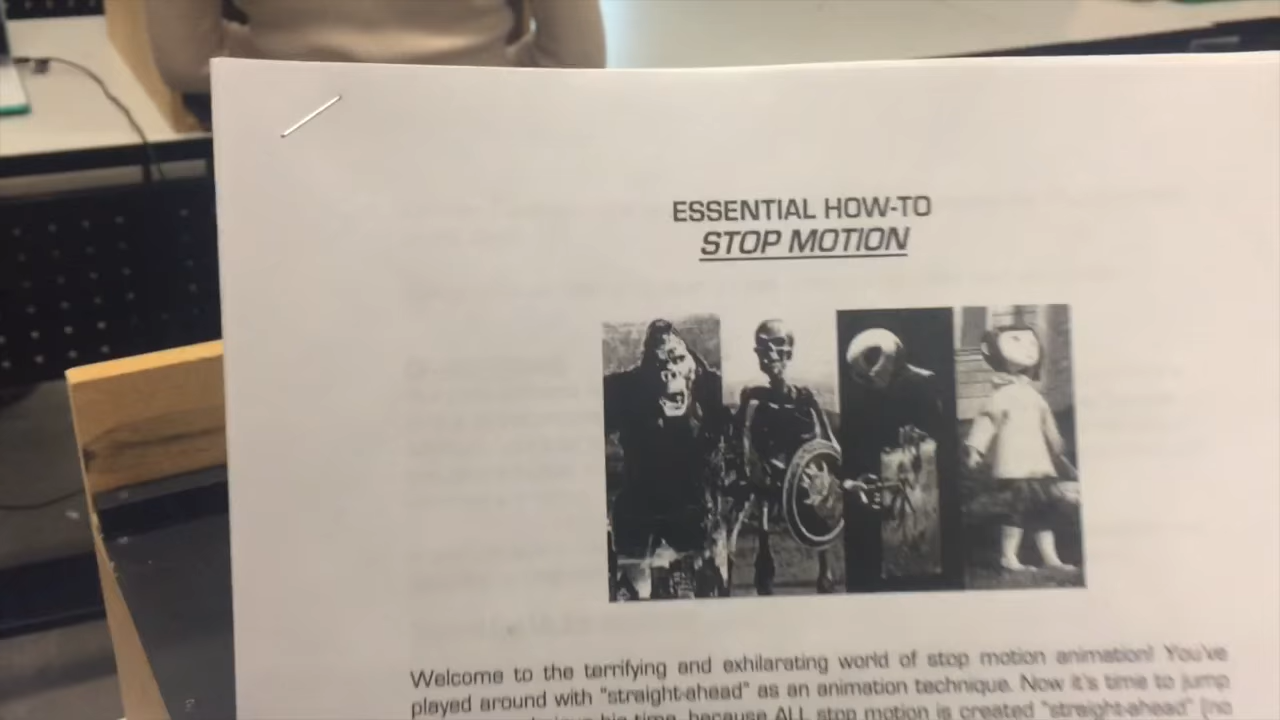 ESSENTIAL HOW-TO
STOP MOTION
Welcome to the terrifying and exhilarating world of stop motion animation! You've
played around with "straight-ahead" as an animation technique. Now it's time to jump
time, because ALL stop motion is created "straight-ahead" (no